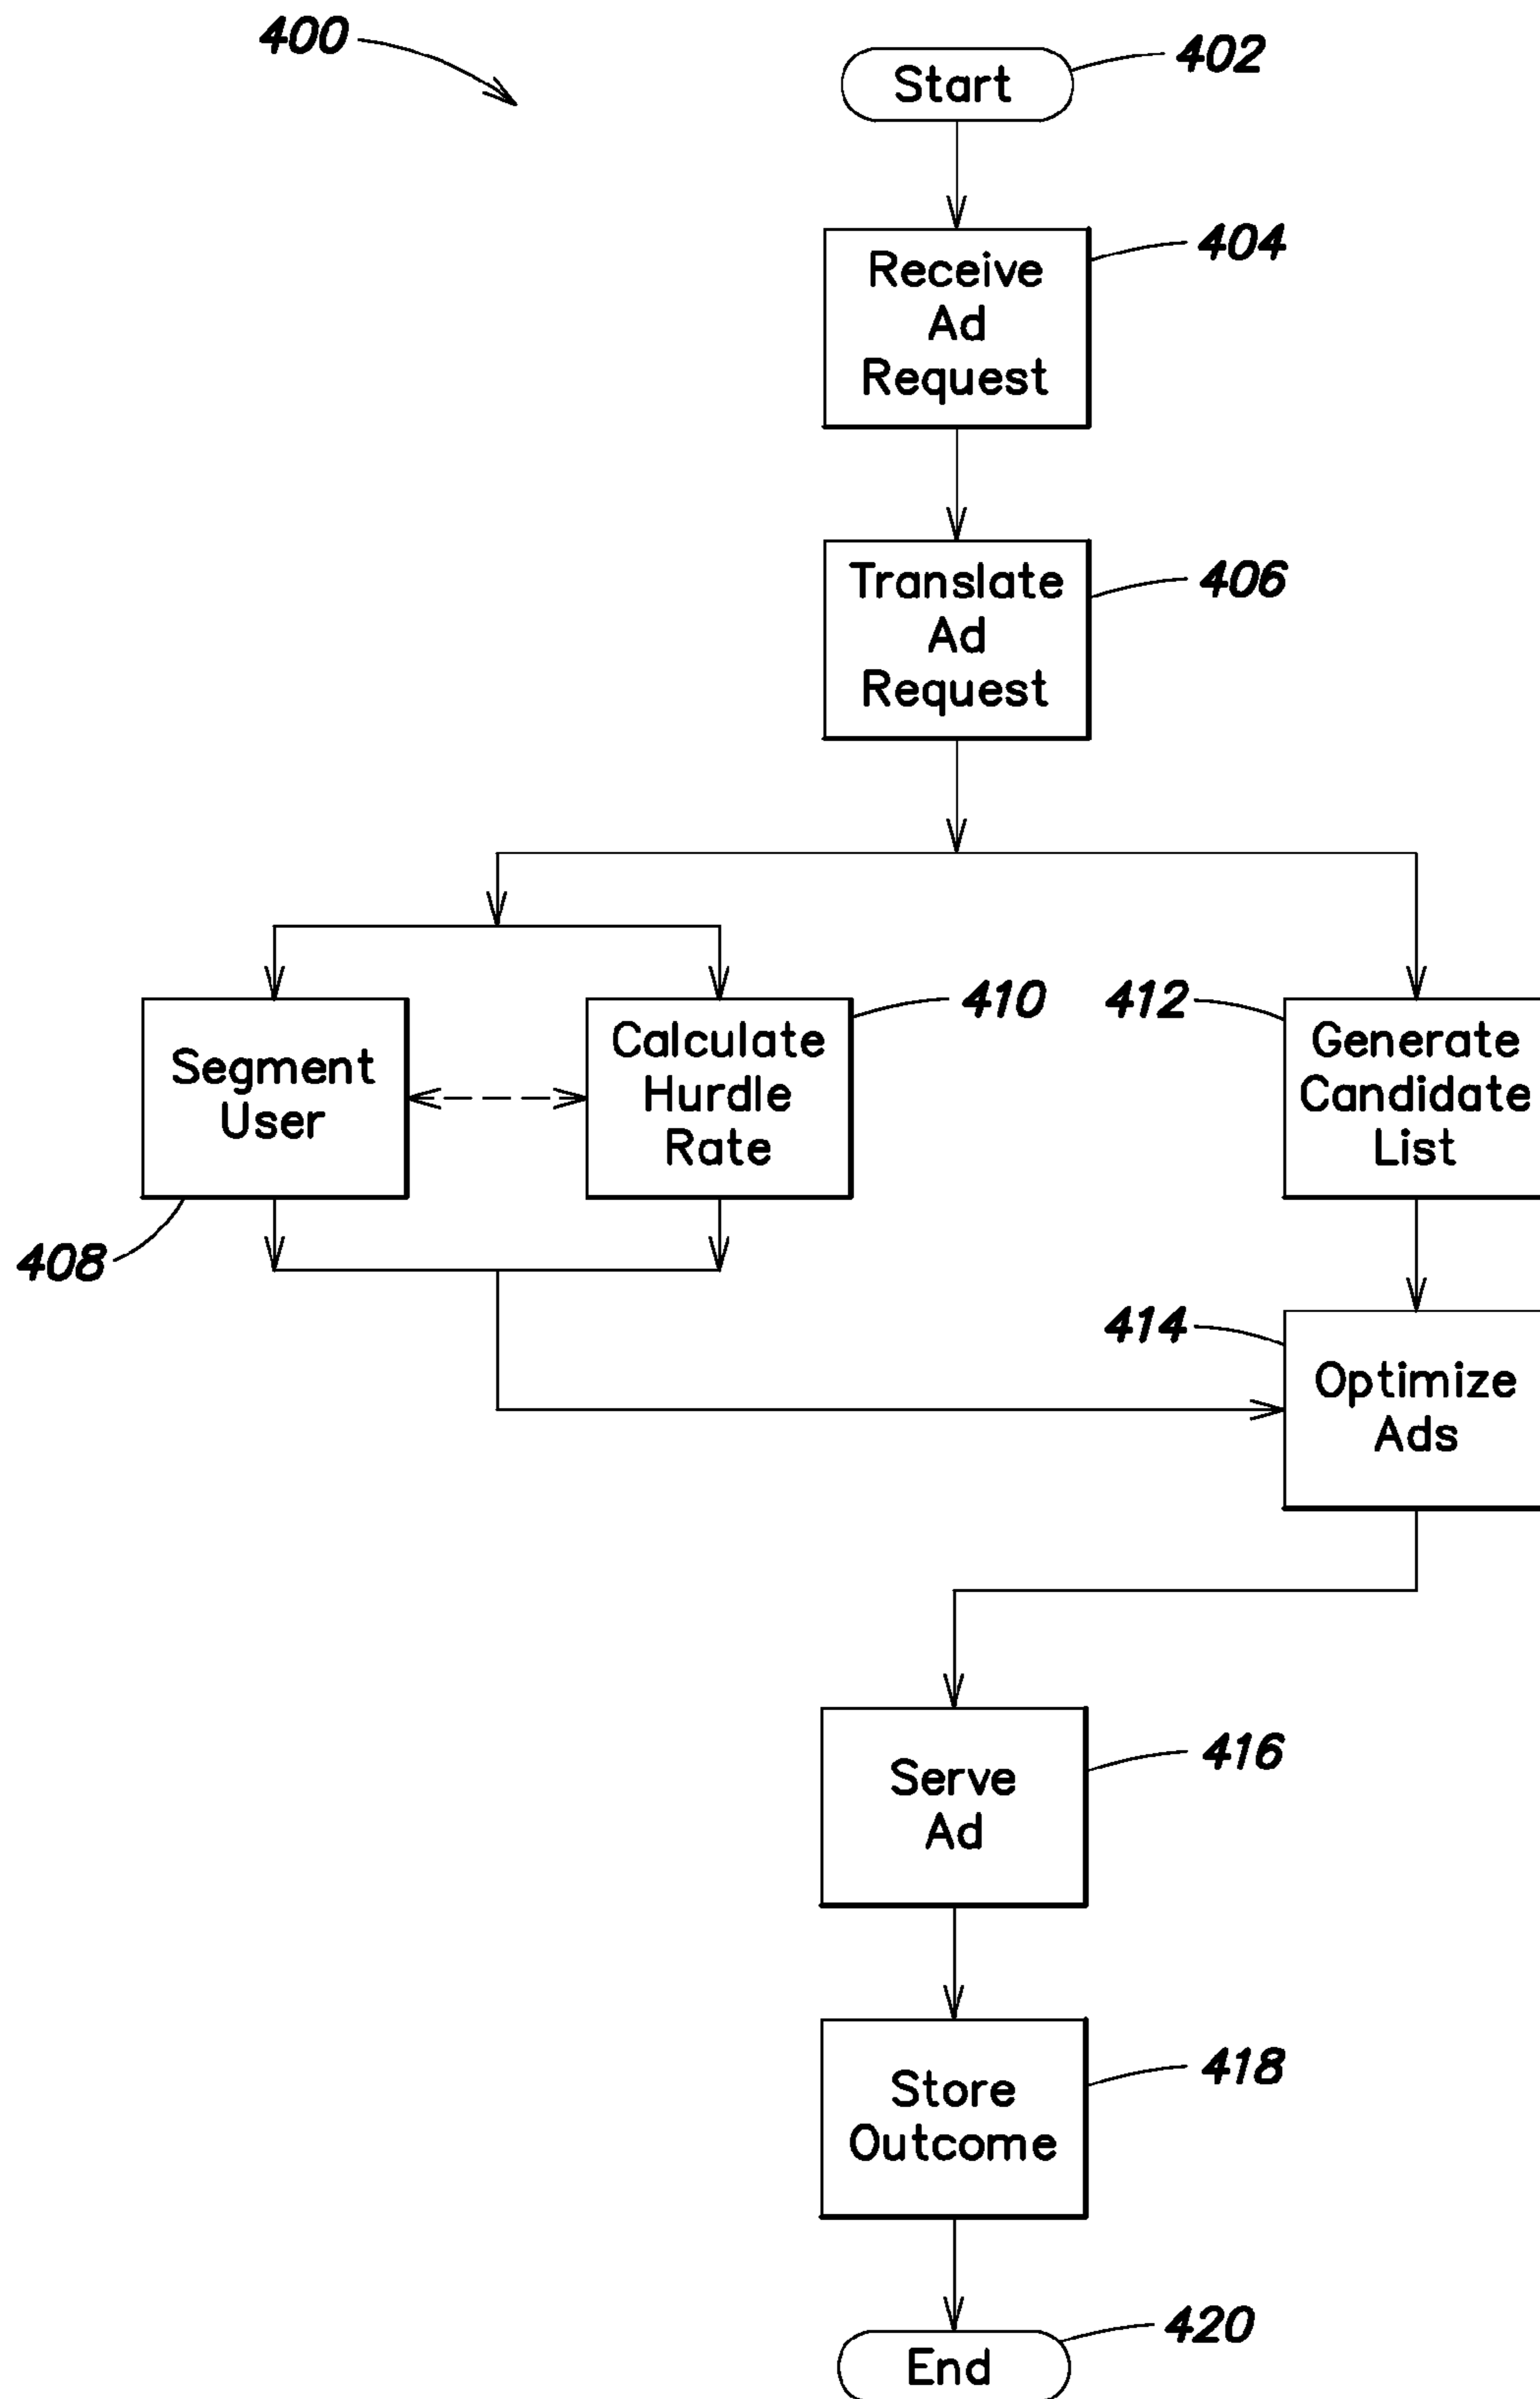 400
Start
402
Receive
Ad
Request
404
Translate
Ad
Request
406
Segment
User
408
Calculate
Hurdle
Rate
410
412
Generate
Candidate
List
414
Optimize
Ads
Serve
Ad
416
Store
Outcome
418
End
420